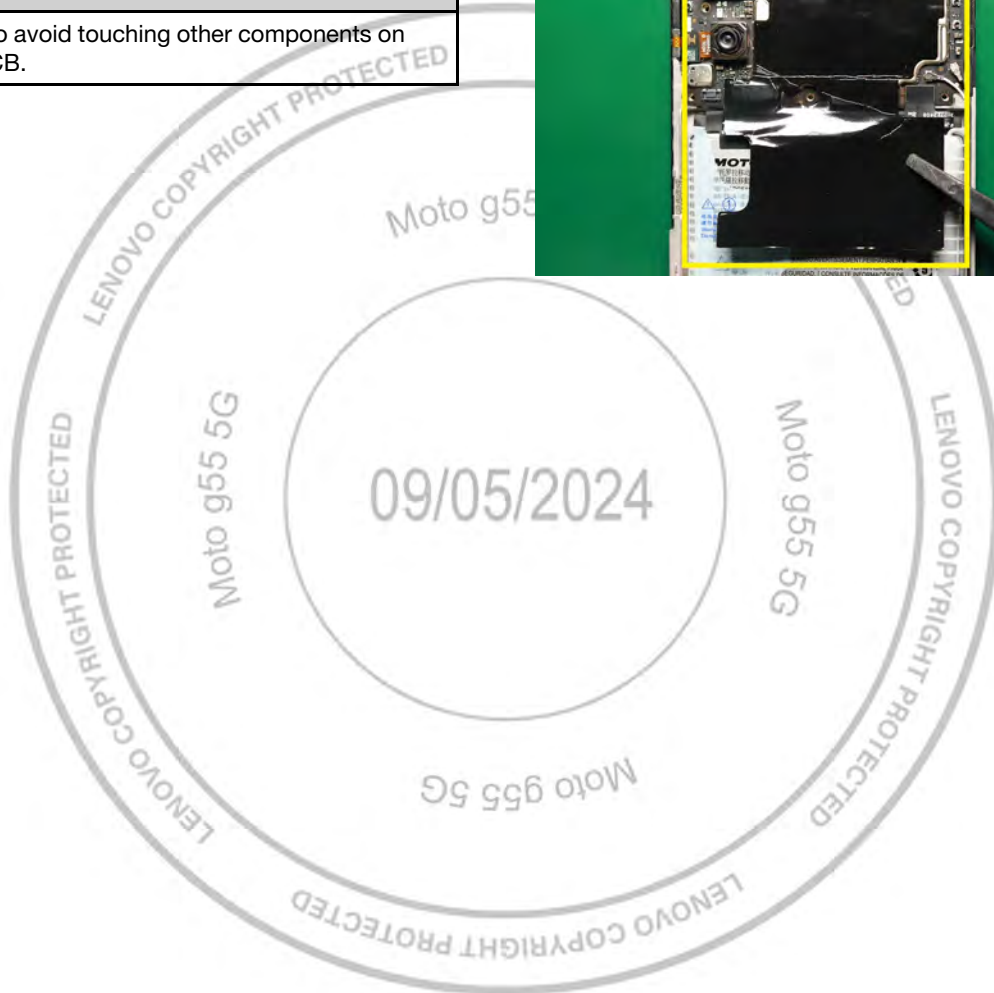 o avoid touching other components on
CB.
LENOVO COPYRIGHT PROTECTED
Moto g55
MOT
ED
LENOVO COPYRIGHT PROTECTED
Moto g55 5G
09/05/2024
Moto g55 5G
LENOVO COPYRIGHT PROTECTED
Moto g55 5G
LENOVO COPYRIGHT PROTECTED